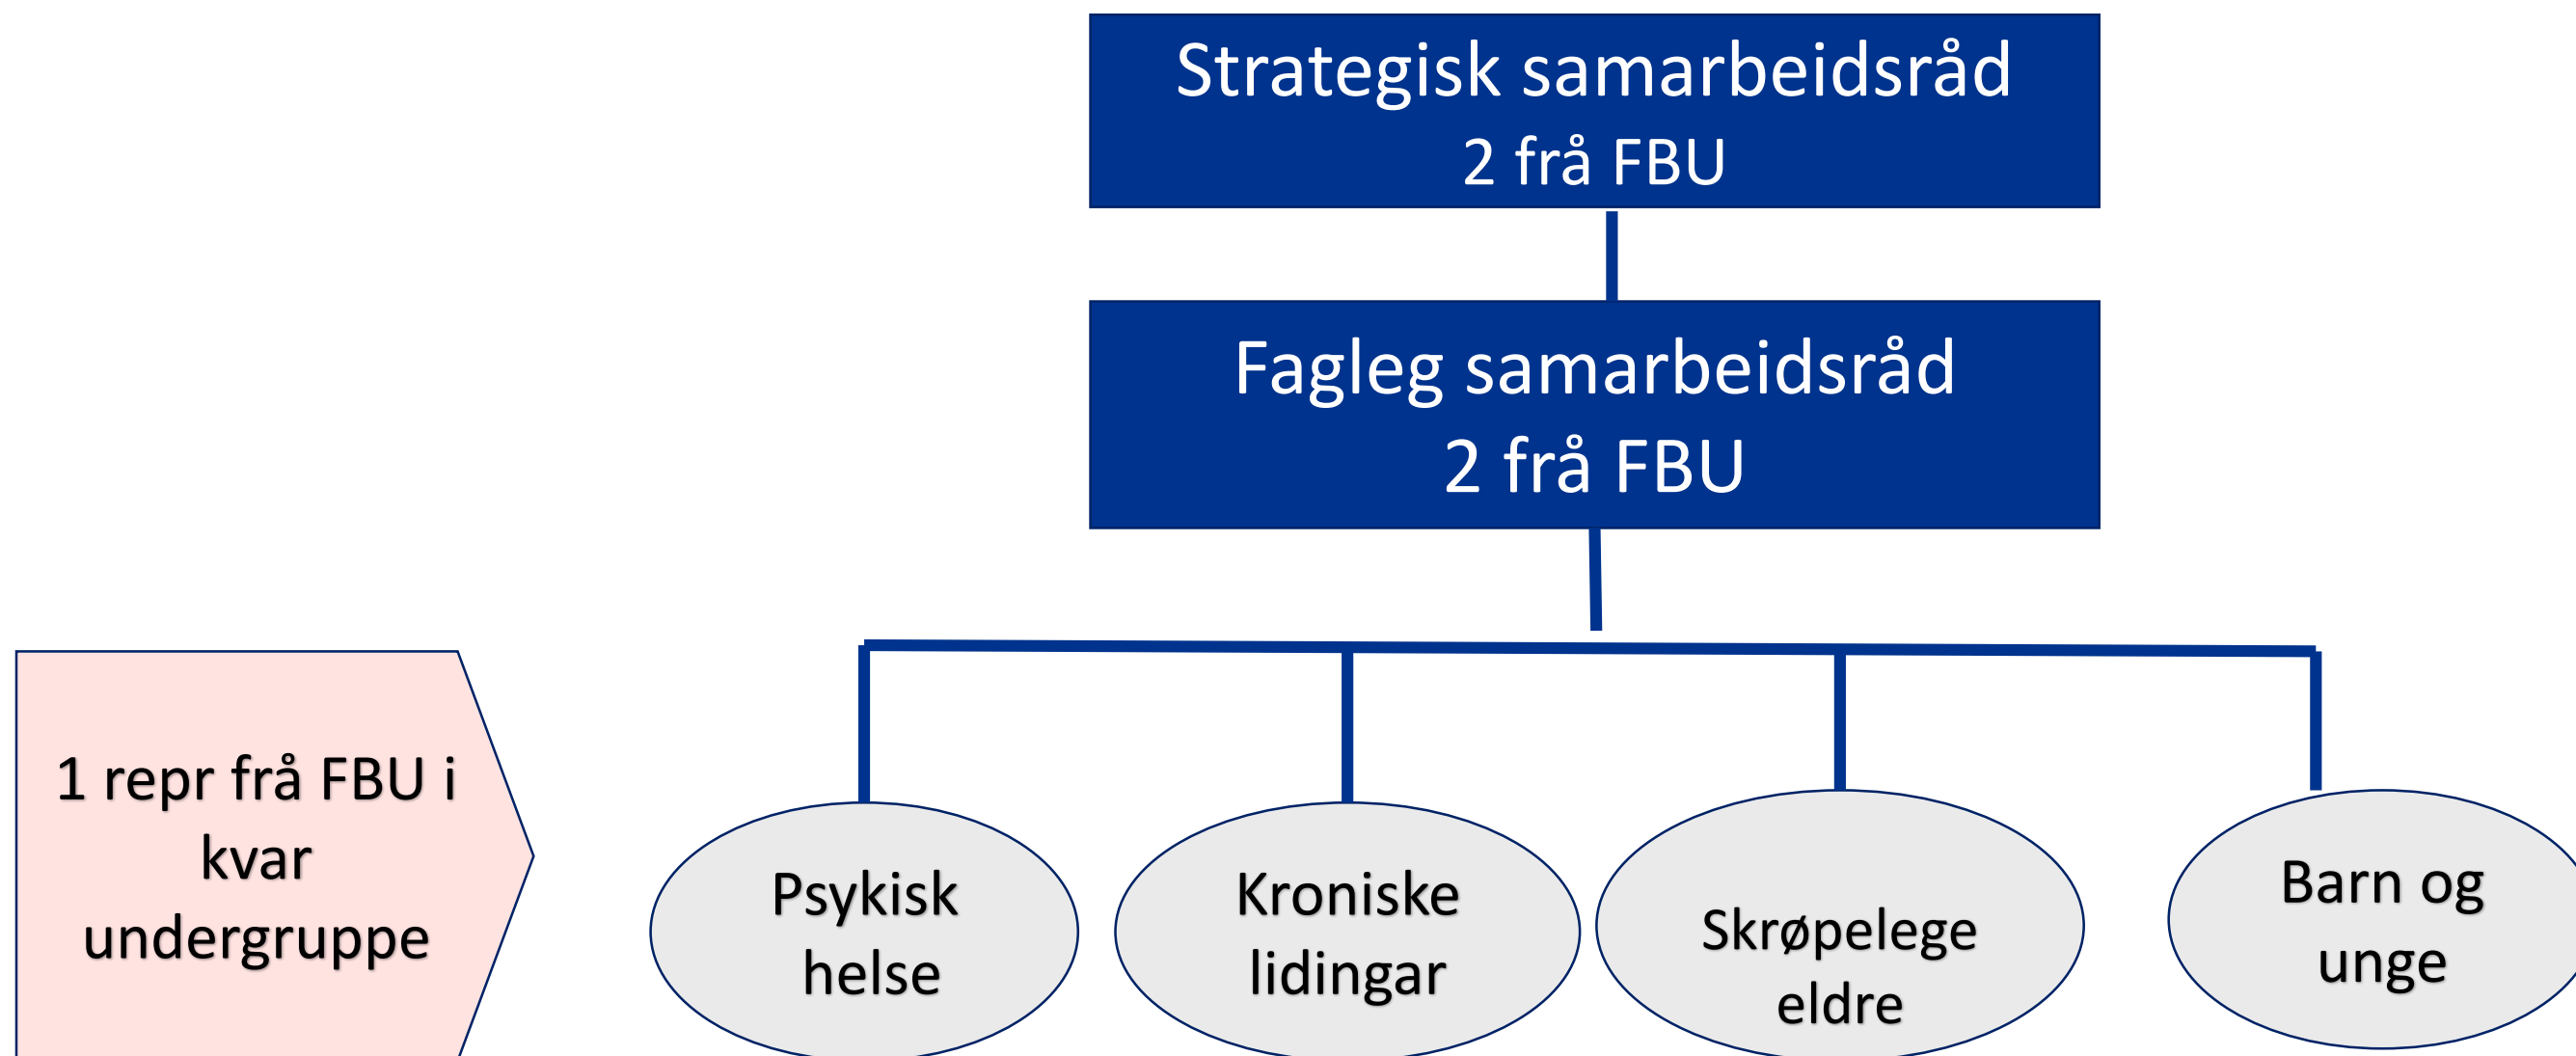 Strategisk samarbeidsråd
2 frå FBU
Fagleg samarbeidsråd
2 frå FBU
1 repr frå FBU i
kvar
undergruppe
Psykisk
helse
Kroniske
lidingar
Skrøpelege
eldre
Barn og
unge